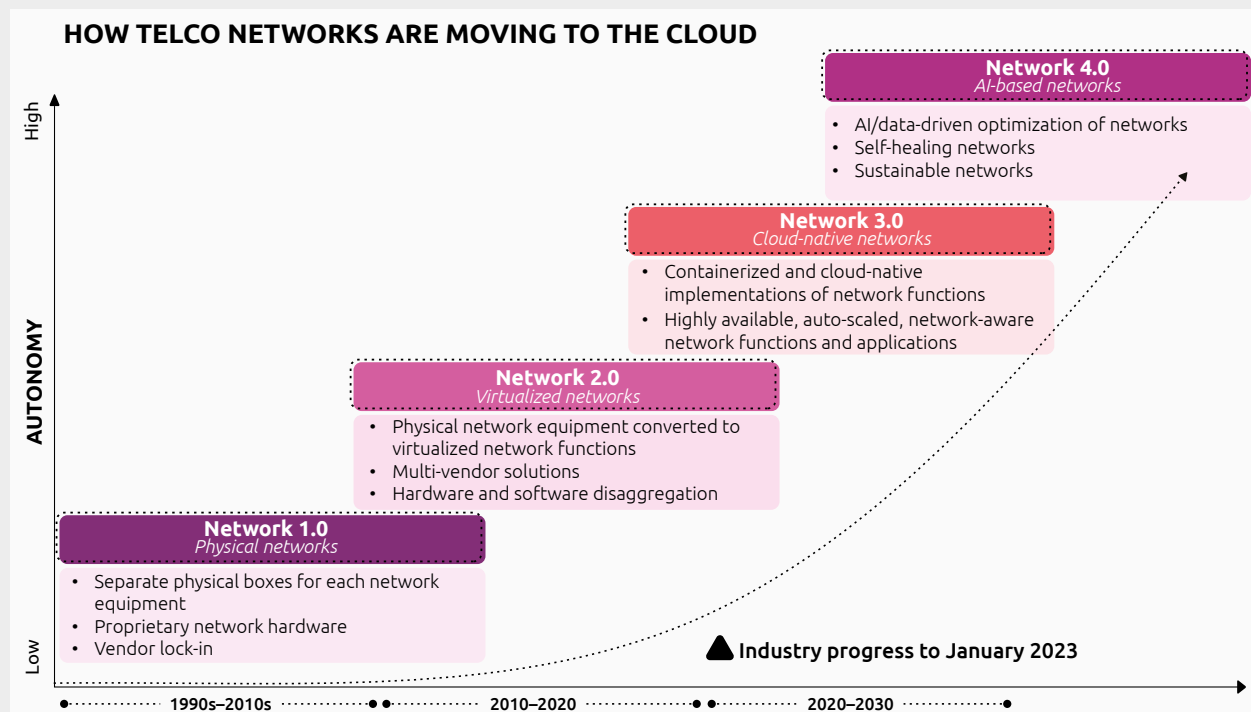 HOW TELCO NETWORKS ARE MOVING TO THE CLOUD
Network 4.0
AI-based networks
• AI/data-driven optimization of networks
• Self-healing networks
• Sustainable networks
High
Network 3.0
Cloud-native networks
• Containerized and cloud-native
implementations of network functions
• Highly available, auto-scaled, network-aware
network functions and applications
AUTONOMY
Network 2.0
Virtualized networks
• Physical network equipment converted to
virtualized network functions
• Multi-vendor solutions
• Hardware and software disaggregation
Network 1.0
Physical networks
• Separate physical boxes for each network
equipment
• Proprietary network hardware
• Vendor lock-in
Low
Industry progress to January 2023
1990s–2010s
2010–2020
2020–2030